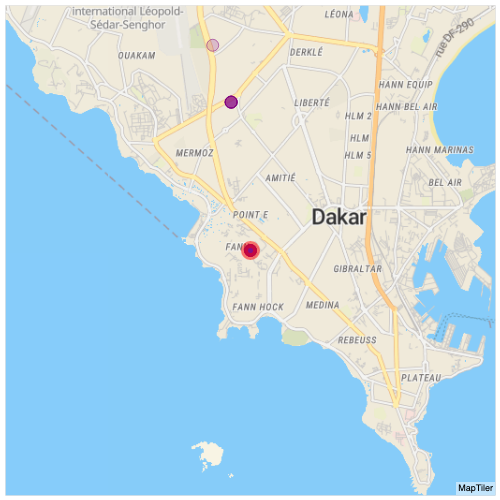 international Léopold-
Sédar-Senghor
LÉONA
rue DF-290
OUAKAM
DERKLÉ
HANN EQUIP
LIBERTÉ
HANN BEL AIR
HLM 2
HLM
HANN MARINAS
MERMOZ
HLM 5
AMITIÉ
BEL AIR
POINT E
Dakar
GIBRALTAR
FANN HOCK
MEDINA
REBEUSS
PLATEAU
MapTiler